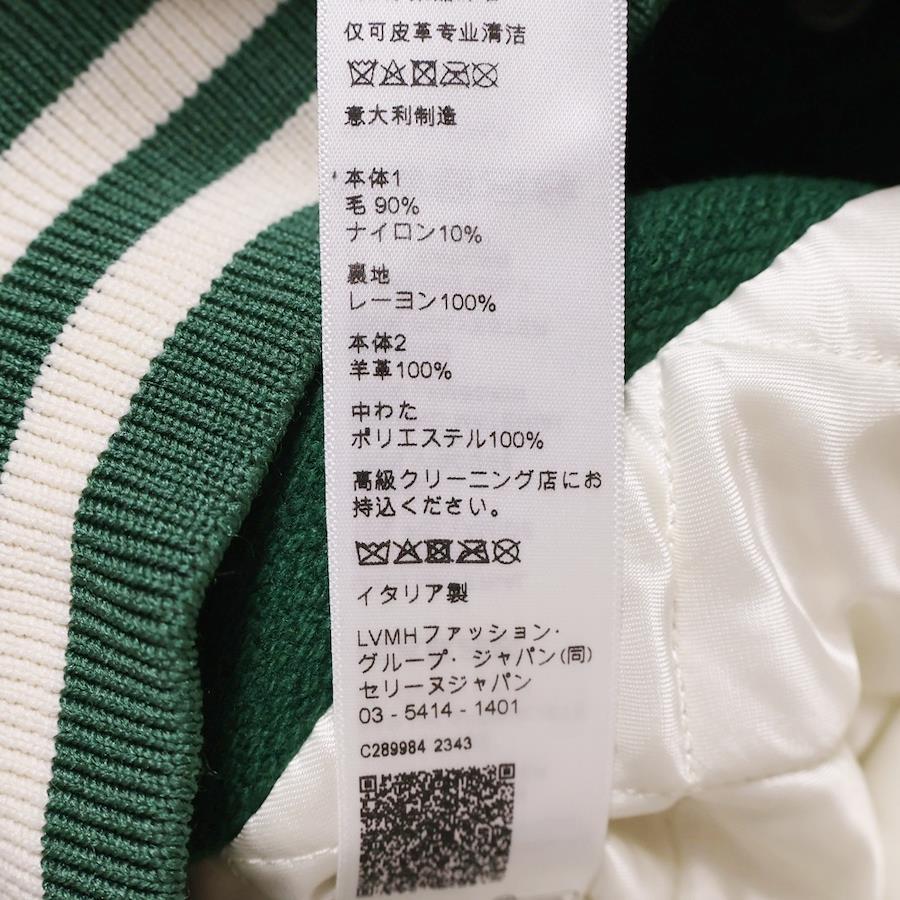 仅可皮革专业清洁
意大利制造
本体1
毛 90%
ナイロン10%
裏地
レーヨン100%
本体2
羊革100%
中わた
ポリエステル100%
高級クリーニング店にお
持込ください。
イタリア製
LVMHファッション・
グループ・ジャパン(同)
セリーヌジャパン
03 - 5414 - 1401
C289984 2343